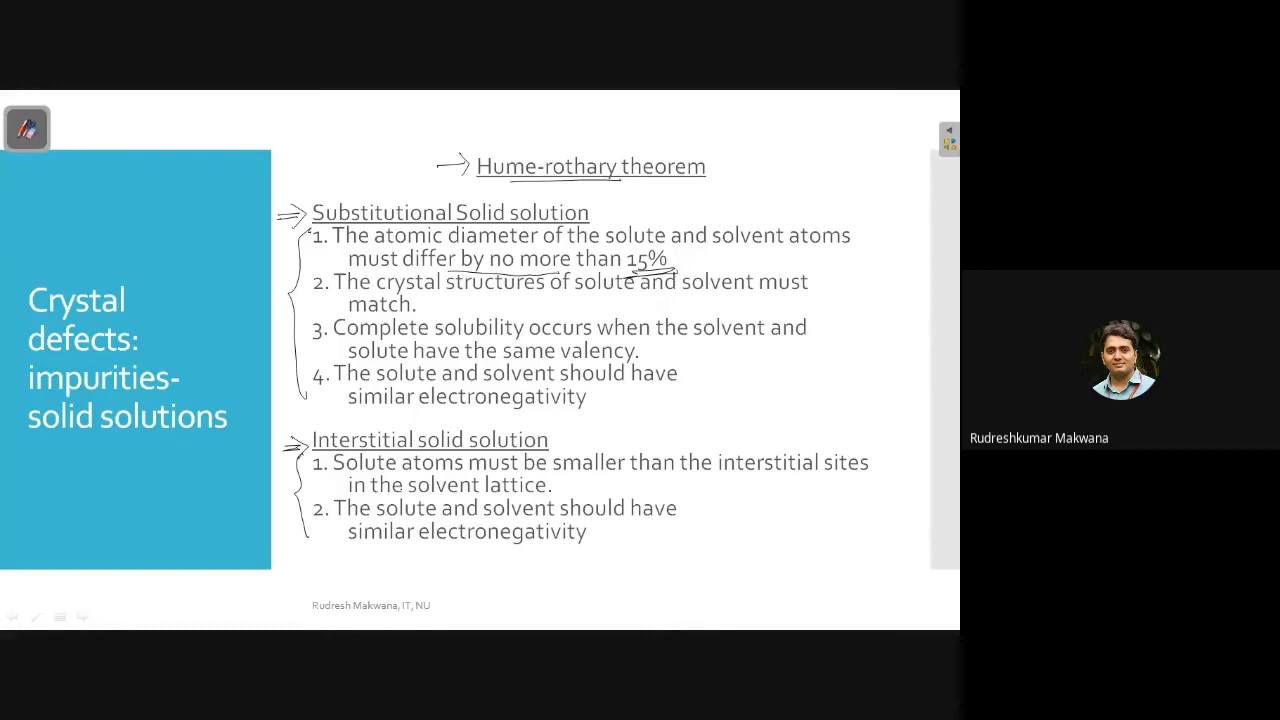 Hume-rothary theorem
Substitutional Solid solution
1. The atomic diameter of the solute and solvent atoms
must differ by no more than 15%
2. The crystal structures of solute and solvent must
match.
3. Complete solubility occurs when the solvent and
solute have the same valency.
4. The solute and solvent should have
similar electronegativity
Interstitial solid solution
1. Solute atoms must be smaller than the interstitial sites
in the solvent lattice.
2. The solute and solvent should have
similar electronegativity
Crystal
defects:
impurities-
solid solutions
Rudresh Makwana, IT, NU
Rudreshkumar Makwana